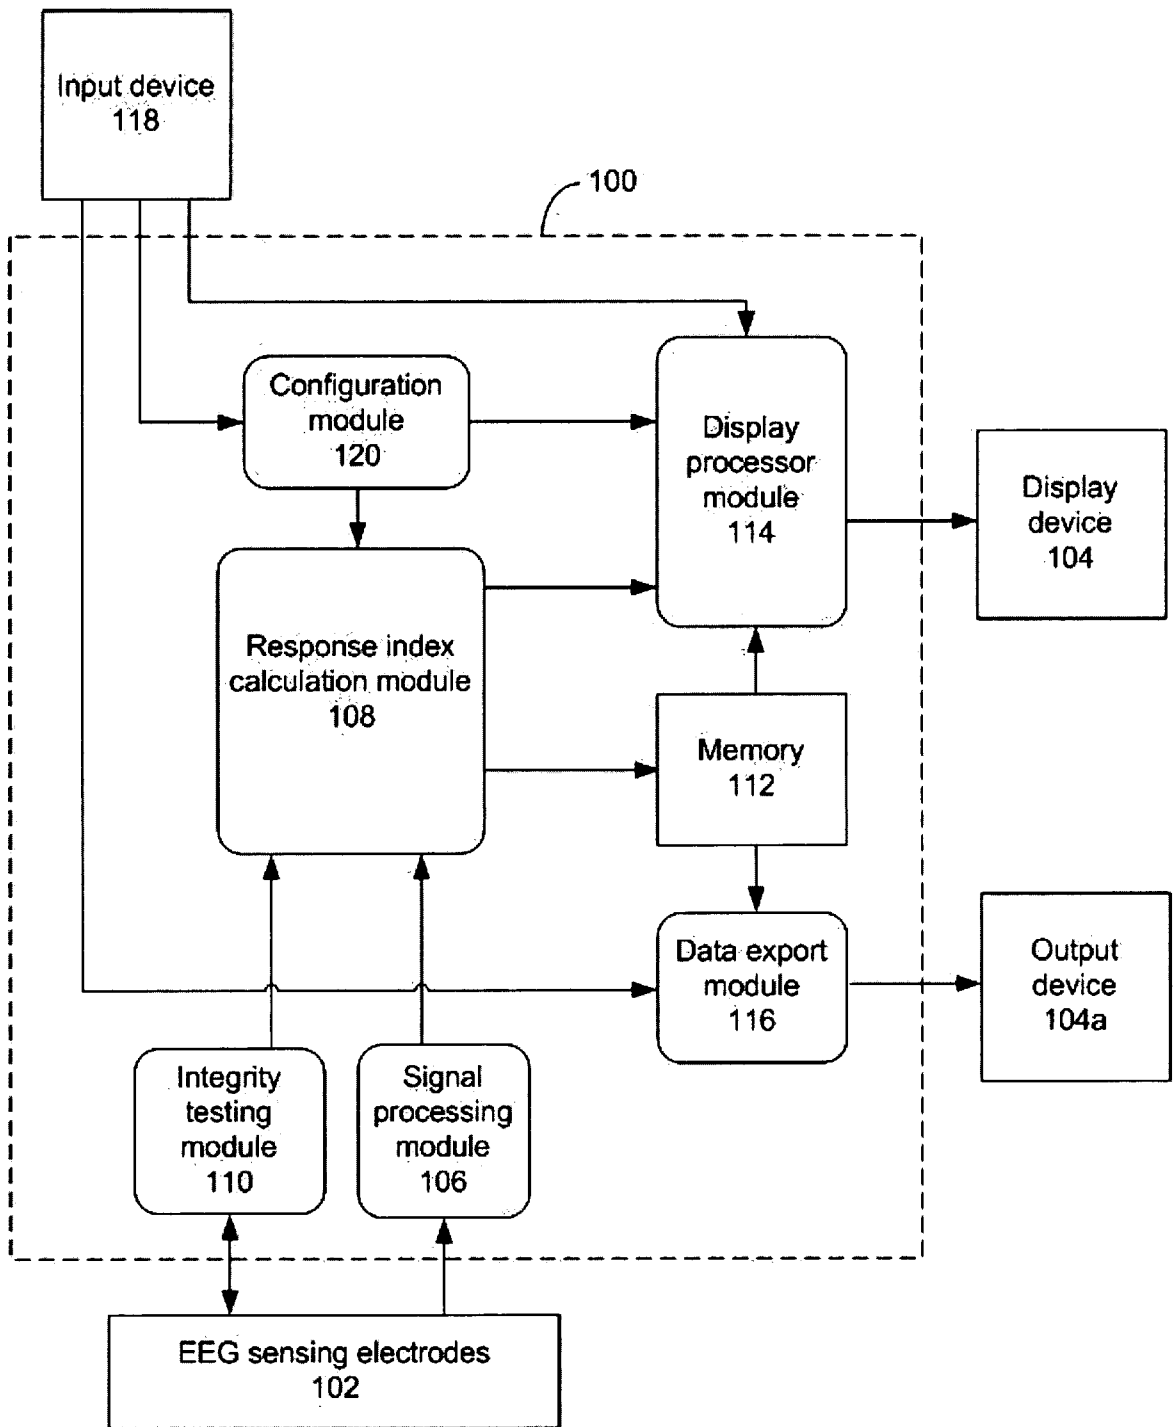 Input device
118
100
Configuration
module
120
Display
processor
module
114
Display
device
104
Response index
calculation module
108
Memory
112
Data export
module
116
Output
device
104a
Integrity
testing
module
110
Signal
processing
module
106
EEG sensing electrodes
102